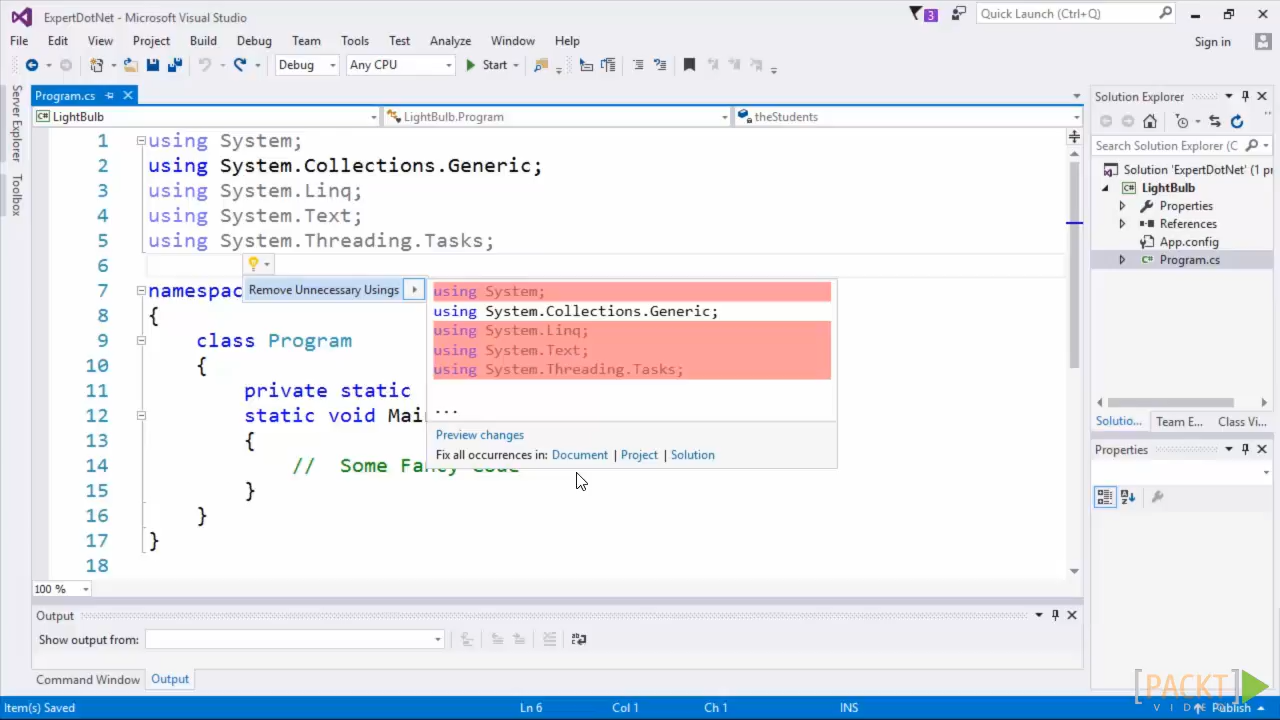 ExpertDotNet - Microsoft Visual Studio
3
Quick Launch (Ctrl+Q)
File Edit View Project Build Debug Team Tools Test Analyze Window Help
Sign in
Debug Any CPU Start
Server Explorer
Toolbox
Program.cs
LightBulb LightBulb.Program theStudents
1 using System;
2 using System.Collections.Generic;
3 using System.Linq;
4 using System.Text;
5 using System.Threading.Tasks;
6
7 namespac
8 {
9 class Program
10 {
11 private static
12 static void Mai
13 {
14 // Some Fancy Code
15 }
16 }
17 }
18
Remove Unnecessary Usings
using System;
using System.Collections.Generic;
using System.Linq;
using System.Text;
using System.Threading.Tasks;
...
Preview changes
Fix all occurrences in: Document | Project | Solution
100 %
Output
Show output from:
Command Window Output
Solution Explorer
Search Solution Explorer (C
Solution 'ExpertDotNet' (1 pr
LightBulb
Properties
References
App.config
Program.cs
Solutio... Team E... Class Vi...
Properties
[PACKT]
VIDEO
Item(s) Saved Ln 6 Col 1 Ch 1 INS Publish